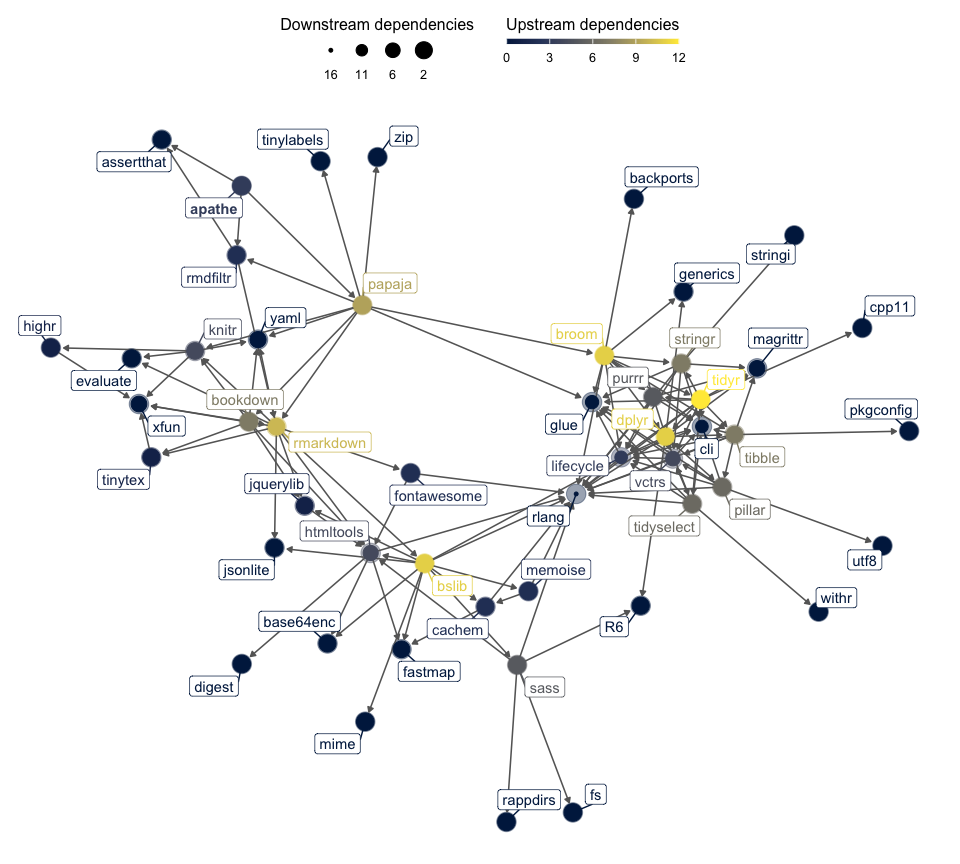 Downstream dependencies
16 11 6 2
Upstream dependencies
0 3 6 9 12
tinylabels
zip
assertthat
backports
apathe
stringi
rmdfiltr
papaja
generics
highr
knitr
yaml
cpp11
broom
stringr
magrittr
evaluate
purrr
tidyr
bookdown
pkgconfig
xfun
glue
dplyr
rmarkdown
cli
tibble
tinytex
jquerylib
fontawesome
lifecycle
vctrs
pillar
rlang
tidyselect
htmltools
jsonlite
utf8
memoise
bslib
withr
base64enc
cachem
R6
digest
fastmap
sass
mime
rappdirs
fs